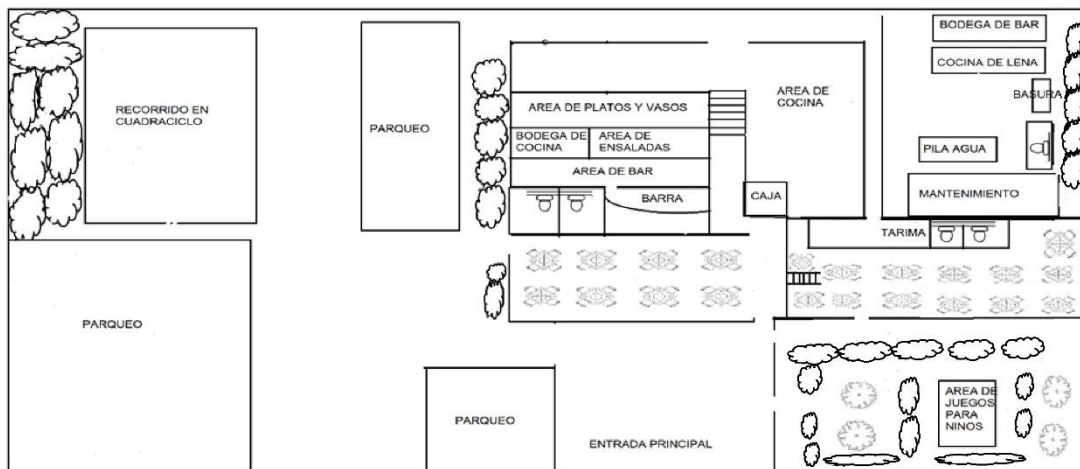 BODEGA DE BAR
COCINA DE LENA
BASURA
RECORRIDO EN
CUADRACICLO
PARQUEO
AREA DE PLATOS Y VASOS
AREA DE
COCINA
BODEGA DE
COCINA
AREA DE
ENSALADAS
PILA AGUA
AREA DE BAR
BARRA
CAJA
MANTENIMIENTO
TARIMA
PARQUEO
PARQUEO
ENTRADA PRINCIPAL
AREA DE
JUEGOS
PARA
NINOS